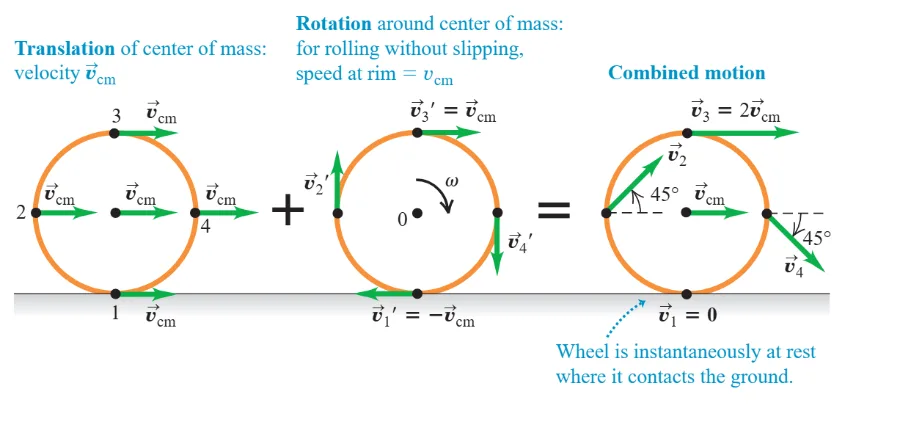 Translation of center of mass:
velocity v⃗cm
Rotation around center of mass:
for rolling without slipping,
speed at rim = vcm
Combined motion
3 v⃗cm
2 v⃗cm
v⃗cm
v⃗cm
4
1 v⃗cm
+
v⃗3′ = v⃗cm
v⃗2′
ω
0
v⃗4′
v⃗1′ = −v⃗cm
=
v⃗3 = 2v⃗cm
v⃗2
45° v⃗cm
45°
v⃗4
v⃗1 = 0
Wheel is instantaneously at rest
where it contacts the ground.